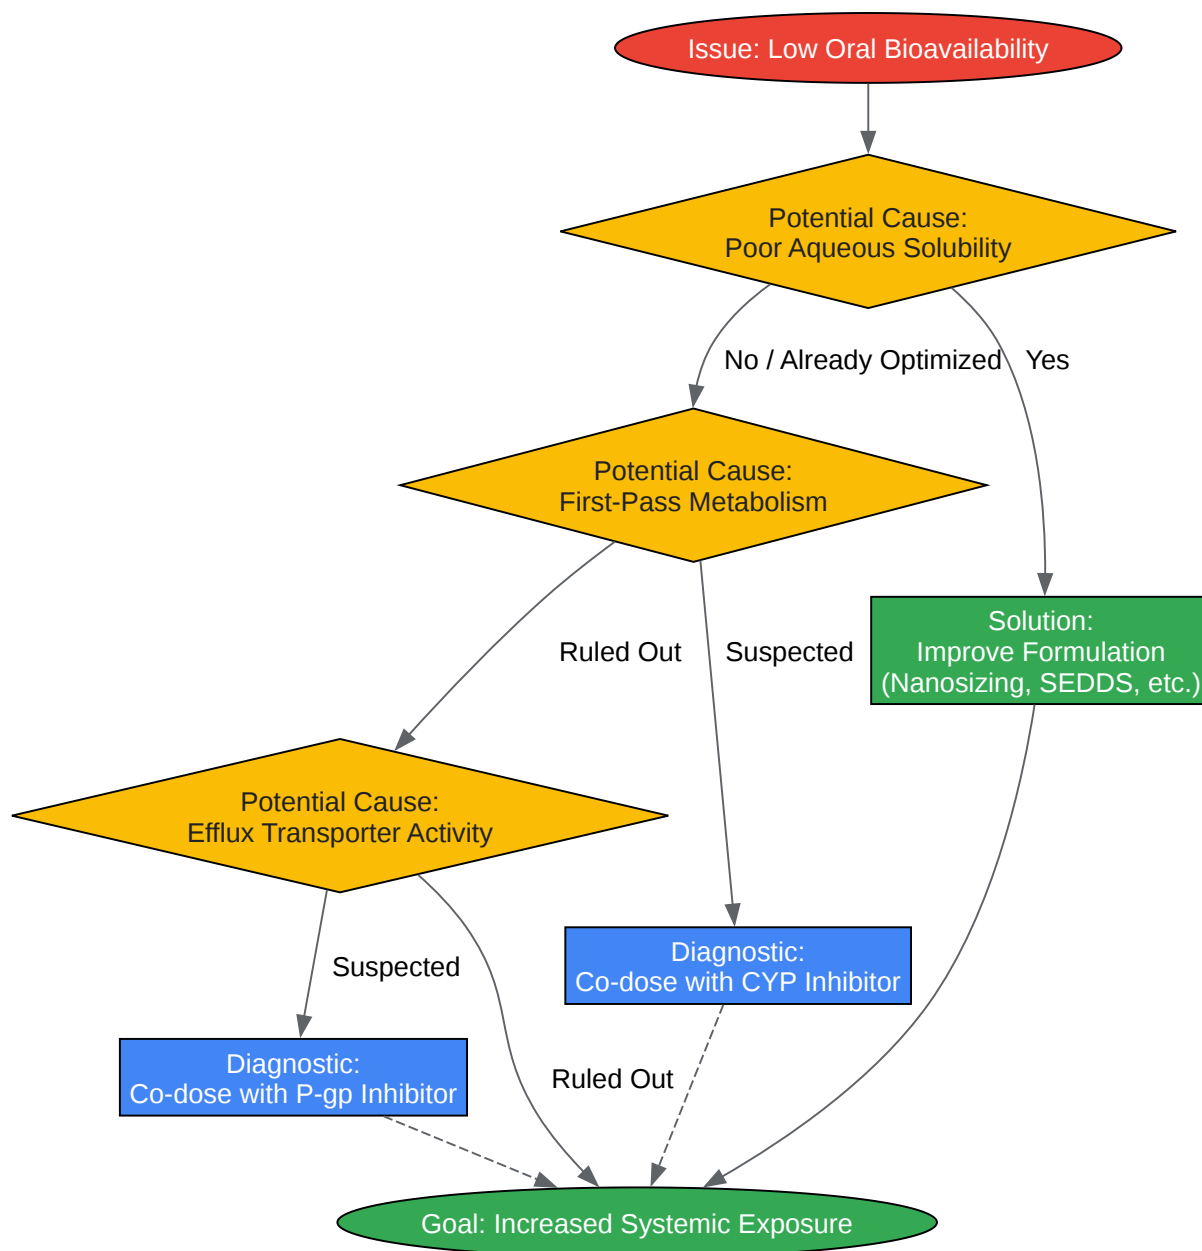 Issue: Low Oral Bioavailability
Potential Cause:
Poor Aqueous Solubility
No / Already Optimized
Yes
Potential Cause:
First-Pass Metabolism
Solution:
Improve Formulation
(Nanosizing, SEDDS, etc.)
Ruled Out
Suspected
Potential Cause:
Efflux Transporter Activity
Suspected
Diagnostic:
Co-dose with CYP Inhibitor
Diagnostic:
Co-dose with P-gp Inhibitor
Ruled Out
Goal: Increased Systemic Exposure